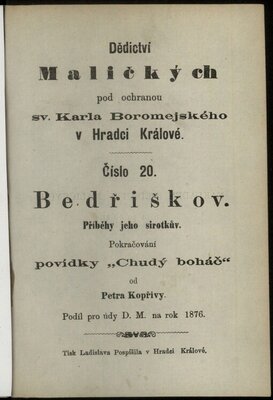 Dědictví
Maličkých
pod ochranou
sv. Karla Boromejského
v Hradci Králové.
Číslo 20.
Bedřiškov.
Příběhy jeho sirotkův.
Pokračování
povídky „Chudý boháč“
od
Petra Kopřivy.
Podíl pro údy D. M. na rok 1876.
Tisk Ladislava Pospíšila v Hradci Králové.